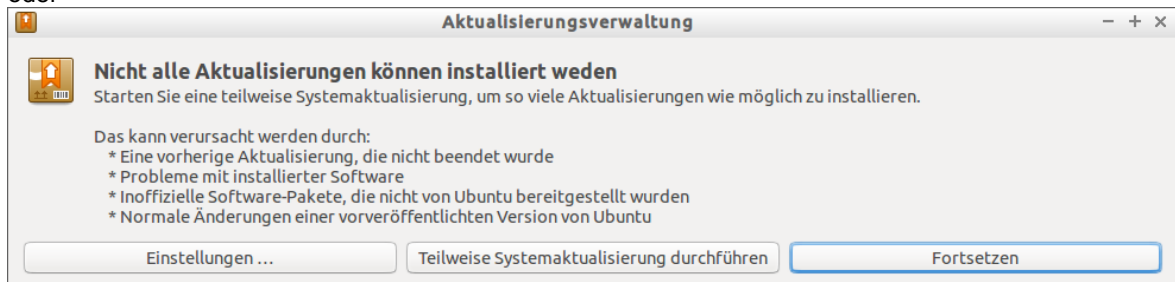 oder
Aktualisierungsverwaltung
Nicht alle Aktualisierungen können installiert weden
Starten Sie eine teilweise Systemaktualisierung, um so viele Aktualisierungen wie möglich zu installieren.
Das kann verursacht werden durch:
* Eine vorherige Aktualisierung, die nicht beendet wurde
* Probleme mit installierter Software
* Inoffizielle Software-Pakete, die nicht von Ubuntu bereitgestellt wurden
* Normale Änderungen einer vorveröffentlichten Version von Ubuntu
Einstellungen ... Teilweise Systemaktualisierung durchführen Fortsetzen